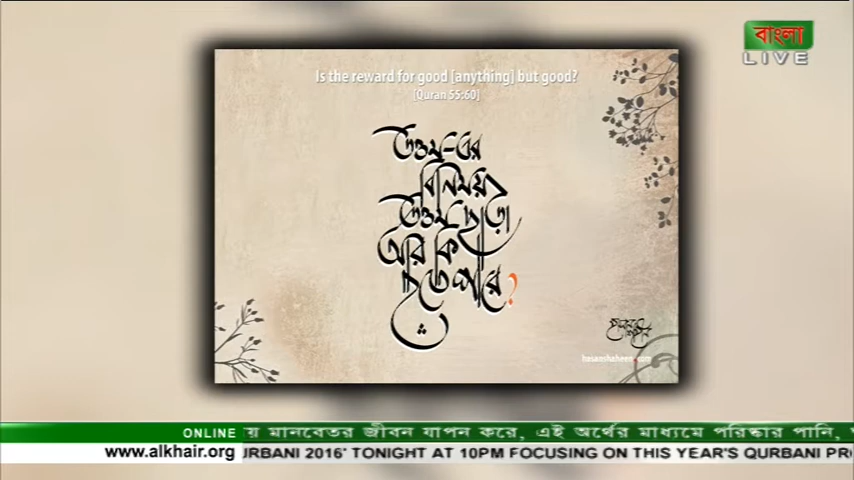 বাংলা
LIVE
Is the reward for good [anything] but good?
[Quran 55:60]
উত্তম-এর
বিনিময়
উত্তম ছাড়া
আর কি
হতে পারে?
ONLINE
য় মানবেতর জীবন যাপন করে, এই অর্থের মাধ্যমে পরিষ্কার পানি,
www.alkhair.org
URBANI 2016' TONIGHT AT 10PM FOCUSING ON THIS YEAR'S QURBANI PR